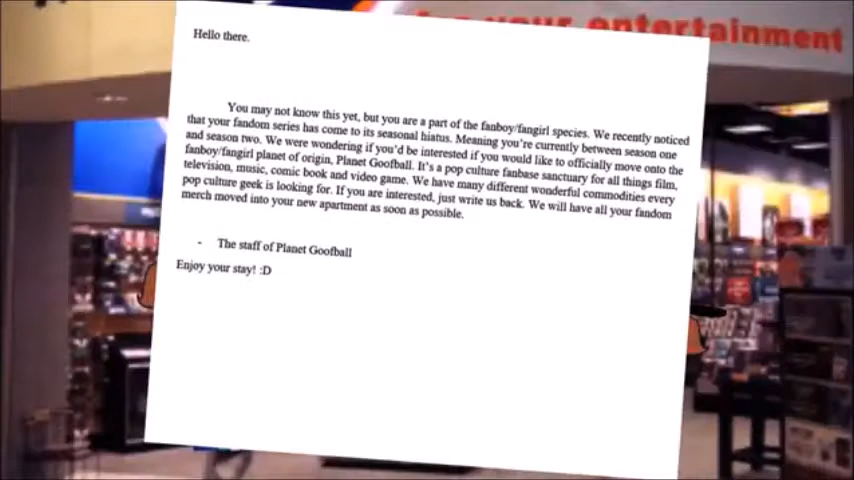 your entertainment
Hello there.
You may not know this yet, but you are a part of the fanboy/fangirl species. We recently noticed
that your fandom series has come to its seasonal hiatus. Meaning you're currently between season one
and season two. We were wondering if you'd be interested if you would like to officially move onto the
fanboy/fangirl planet of origin, Planet Goofball. It's a pop culture fanbase sanctuary for all things film,
television, music, comic book and video game. We have many different wonderful commodities every
pop culture geek is looking for. If you are interested, just write us back. We will have all your fandom
merch moved into your new apartment as soon as possible.
- The staff of Planet Goofball
Enjoy your stay! :D